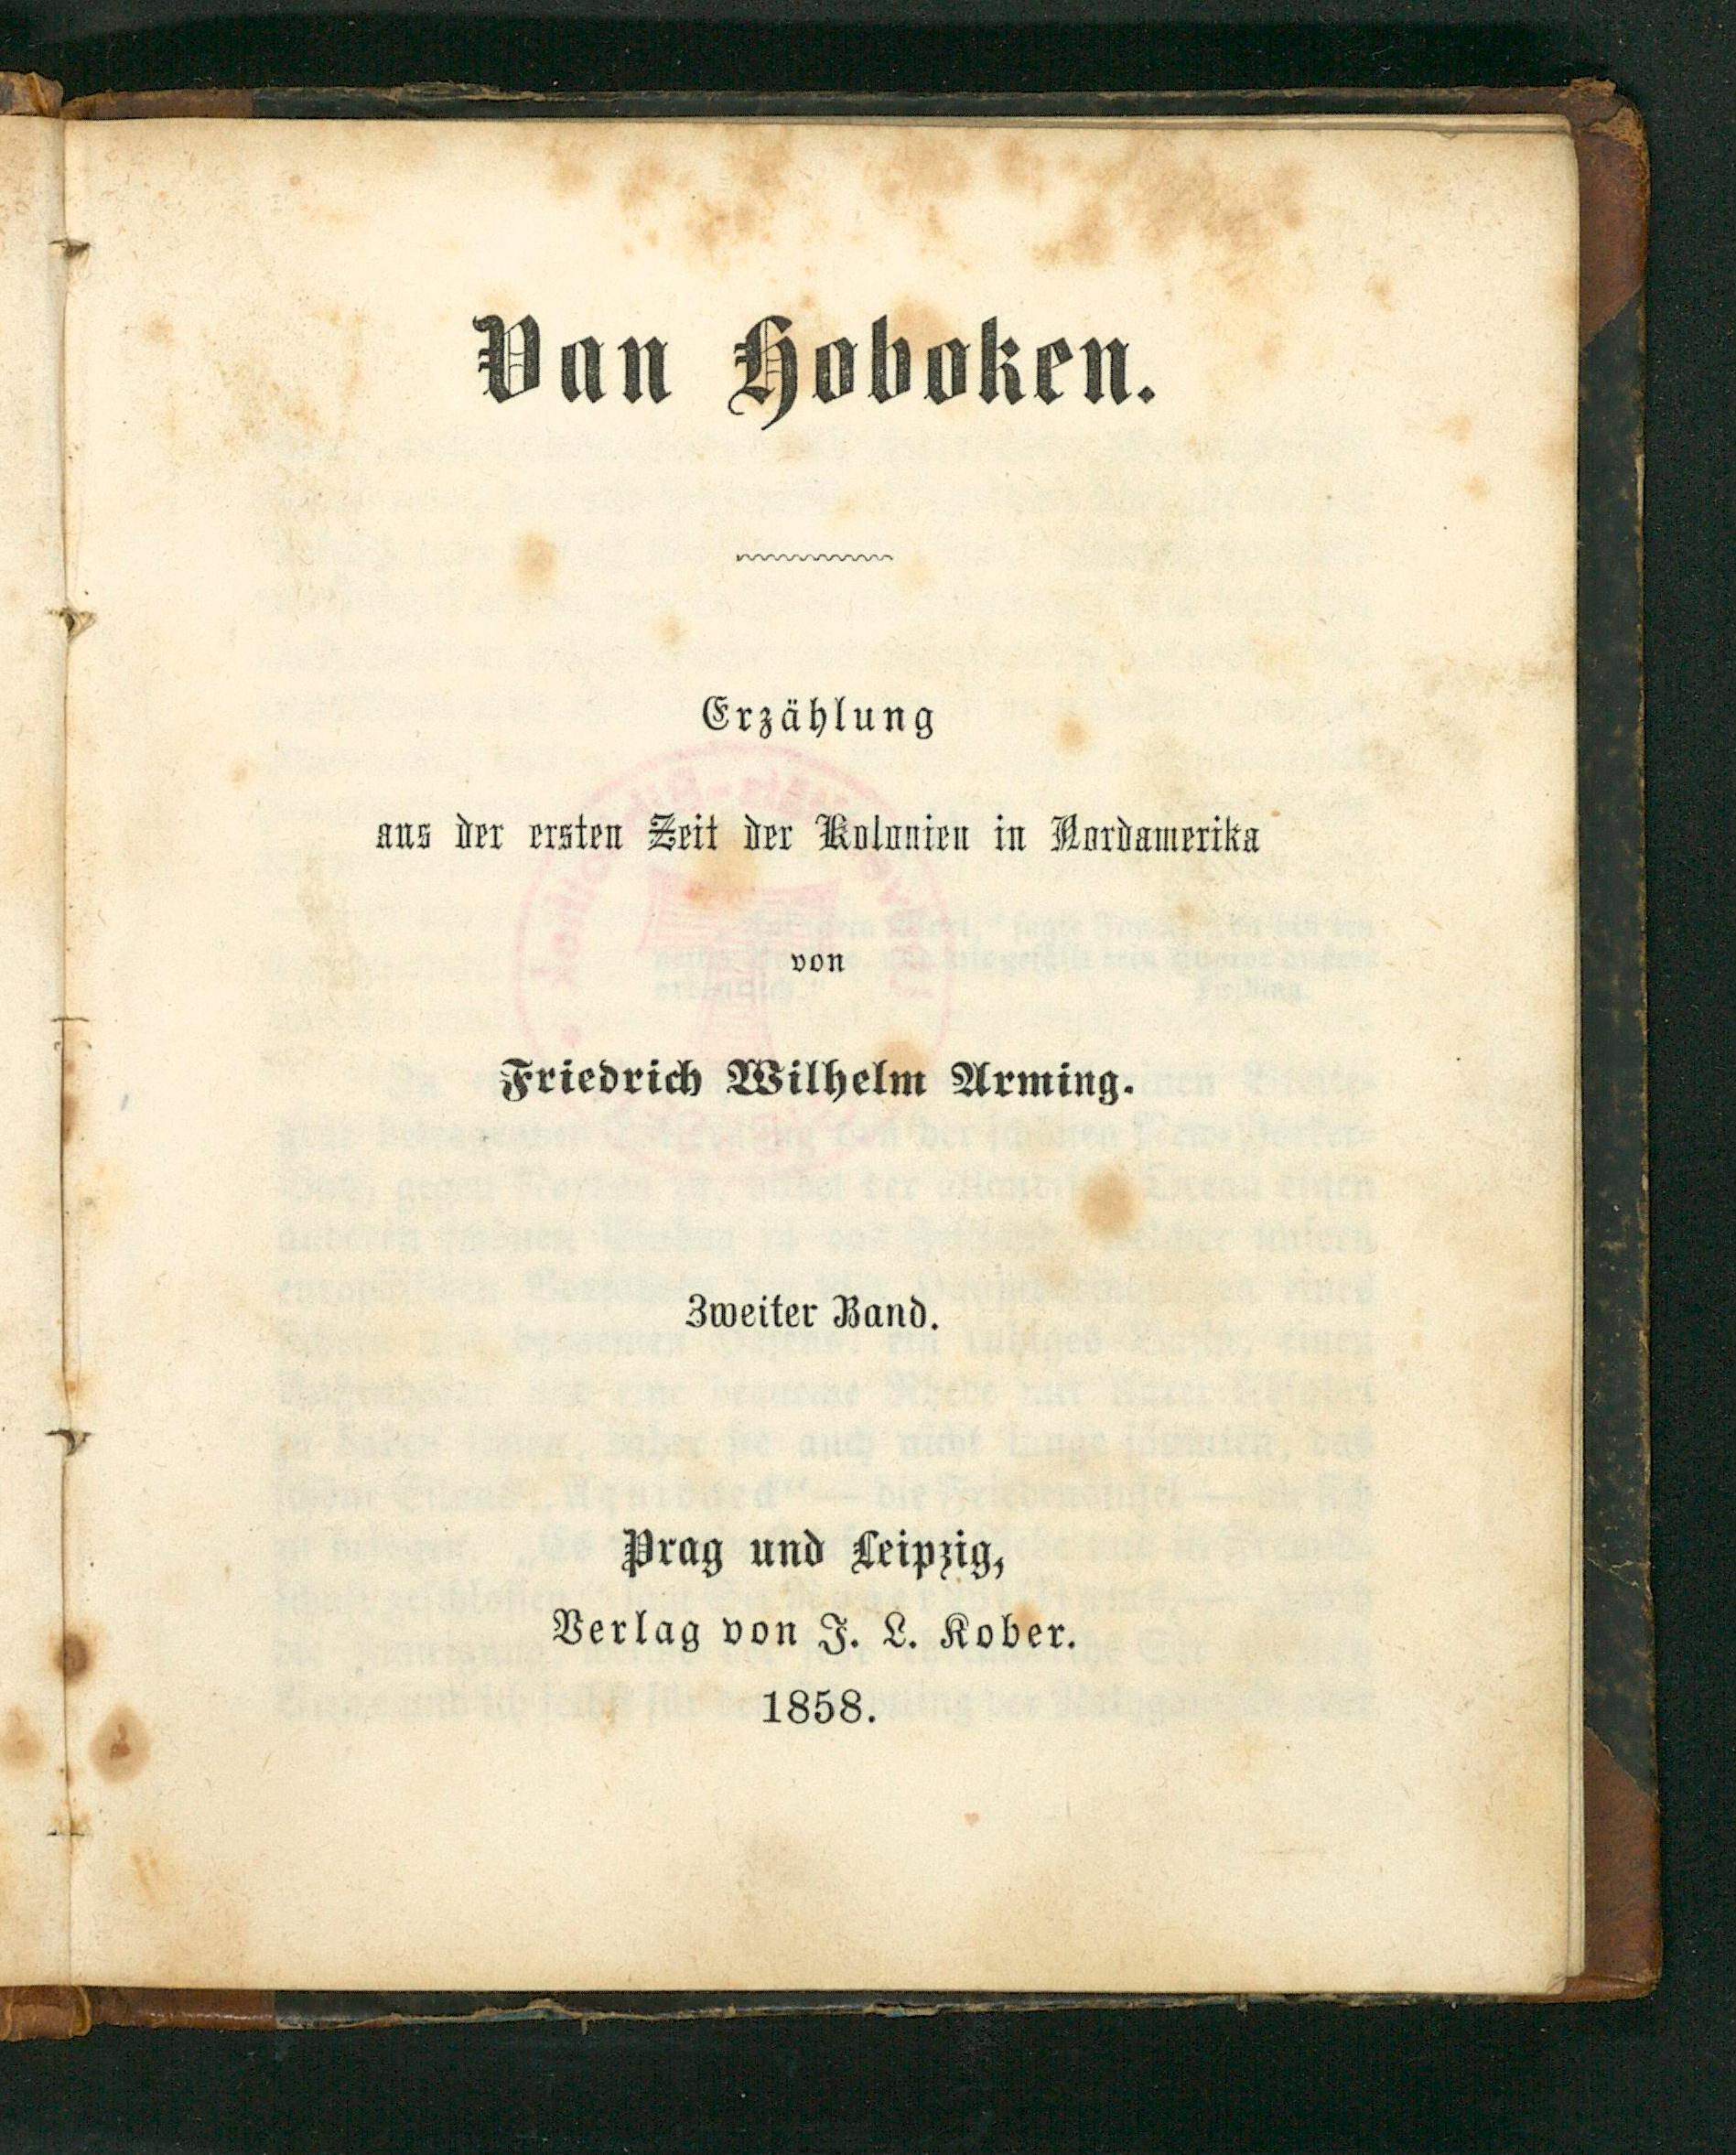 Van Hoboken.
Erzählung
aus der ersten Zeit der Kolonien in Nordamerika
von
Friedrich Wilhelm Arming.
Zweiter Band.
Prag und Leipzig,
Verlag von J. L. Kober.
1858.